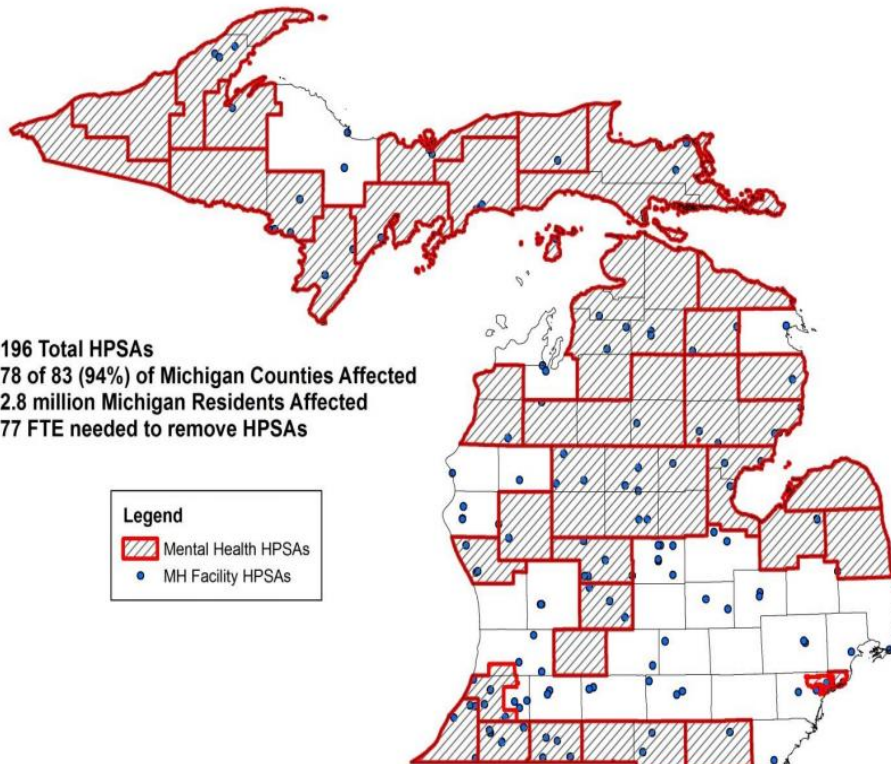 196 Total HPSAs
78 of 83 (94%) of Michigan Counties Affected
2.8 million Michigan Residents Affected
77 FTE needed to remove HPSAs
Legend
Mental Health HPSAs
MH Facility HPSAs